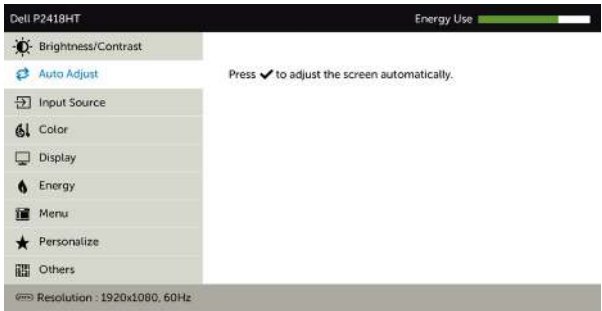 Dell P2418HT
Energy Use
Brightness/Contrast
Auto Adjust
Press ✔ to adjust the screen automatically.
Input Source
Color
Display
Energy
Menu
Personalize
Others
Resolution : 1920x1080, 60Hz